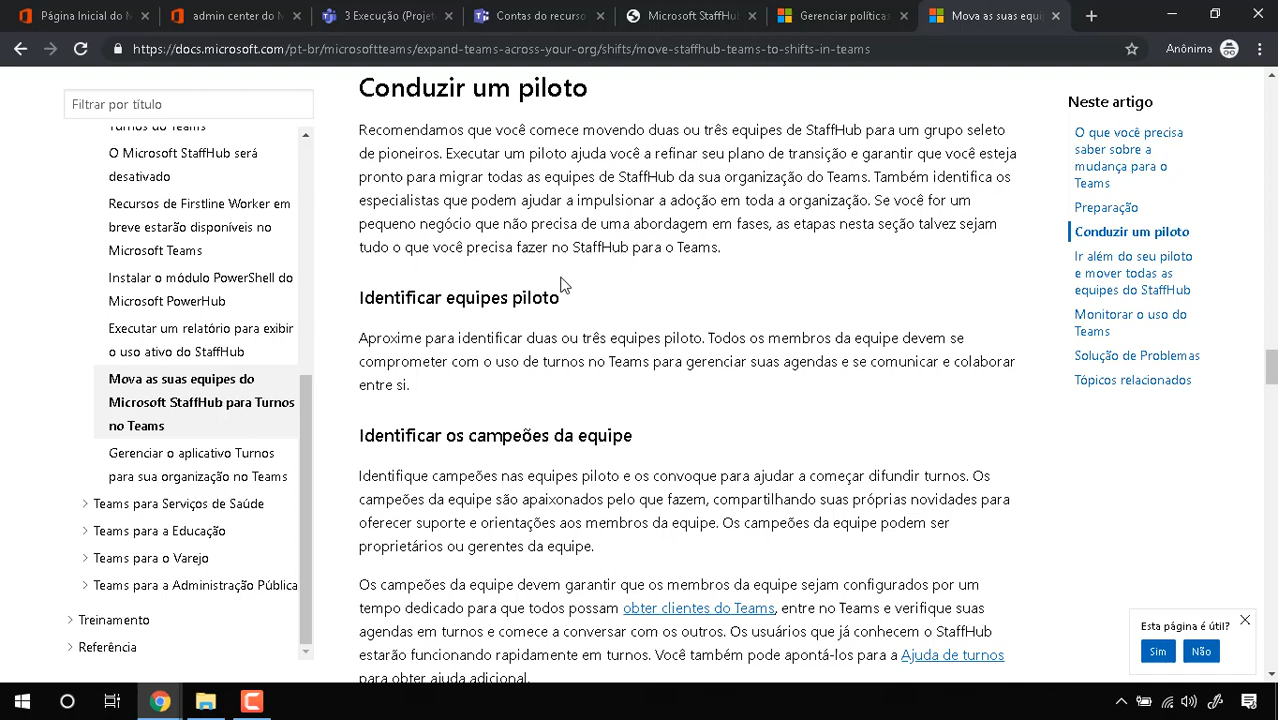 Página Inicial do M
admin center do
3 Execução (Proje
Contas do recurso
Microsoft StaffHu
Gerenciar políticas
Mova as suas equi
https://docs.microsoft.com/pt-br/microsoftteams/expand-teams-across-your-org/shifts/move-staffhub-teams-to-shifts-in-teams
Anônima
Filtrar por título
Turnos do Teams
O Microsoft StaffHub será
desativado
Recursos de Firstline Worker em
breve estarão disponíveis no
Microsoft Teams
Instalar o módulo PowerShell do
Microsoft PowerHub
Executar um relatório para exibir
o uso ativo do StaffHub
Mova as suas equipes do
Microsoft StaffHub para Turnos
no Teams
Gerenciar o aplicativo Turnos
para sua organização no Teams
Teams para Serviços de Saúde
Teams para a Educação
Teams para o Varejo
Teams para a Administração Pública
Treinamento
Referência
Conduzir um piloto
Recomendamos que você comece movendo duas ou três equipes de StaffHub para um grupo seleto
de pioneiros. Executar um piloto ajuda você a refinar seu plano de transição e garantir que você esteja
pronto para migrar todas as equipes de StaffHub da sua organização do Teams. Também identifica os
especialistas que podem ajudar a impulsionar a adoção em toda a organização. Se você for um
pequeno negócio que não precisa de uma abordagem em fases, as etapas nesta seção talvez sejam
tudo o que você precisa fazer no StaffHub para o Teams.
Identificar equipes piloto
Aproxime para identificar duas ou três equipes piloto. Todos os membros da equipe devem se
comprometer com o uso de turnos no Teams para gerenciar suas agendas e se comunicar e colaborar
entre si.
Identificar os campeões da equipe
Identifique campeões nas equipes piloto e os convoque para ajudar a começar difundir turnos. Os
campeões da equipe são apaixonados pelo que fazem, compartilhando suas próprias novidades para
oferecer suporte e orientações aos membros da equipe. Os campeões da equipe podem ser
proprietários ou gerentes da equipe.
Os campeões da equipe devem garantir que os membros da equipe sejam configurados por um
tempo dedicado para que todos possam obter clientes do Teams, entre no Teams e verifique suas
agendas em turnos e comece a conversar com os outros. Os usuários que já conhecem o StaffHub
estarão funcionando rapidamente em turnos. Você também pode apontá-los para a Ajuda de turnos
para obter ajuda adicional.
Neste artigo
O que você precisa
saber sobre a
mudança para o
Teams
Preparação
Conduzir um piloto
Ir além do seu piloto
e mover todas as
equipes do StaffHub
Monitorar o uso do
Teams
Solução de Problemas
Tópicos relacionados
Esta página é útil?
Sim
Não